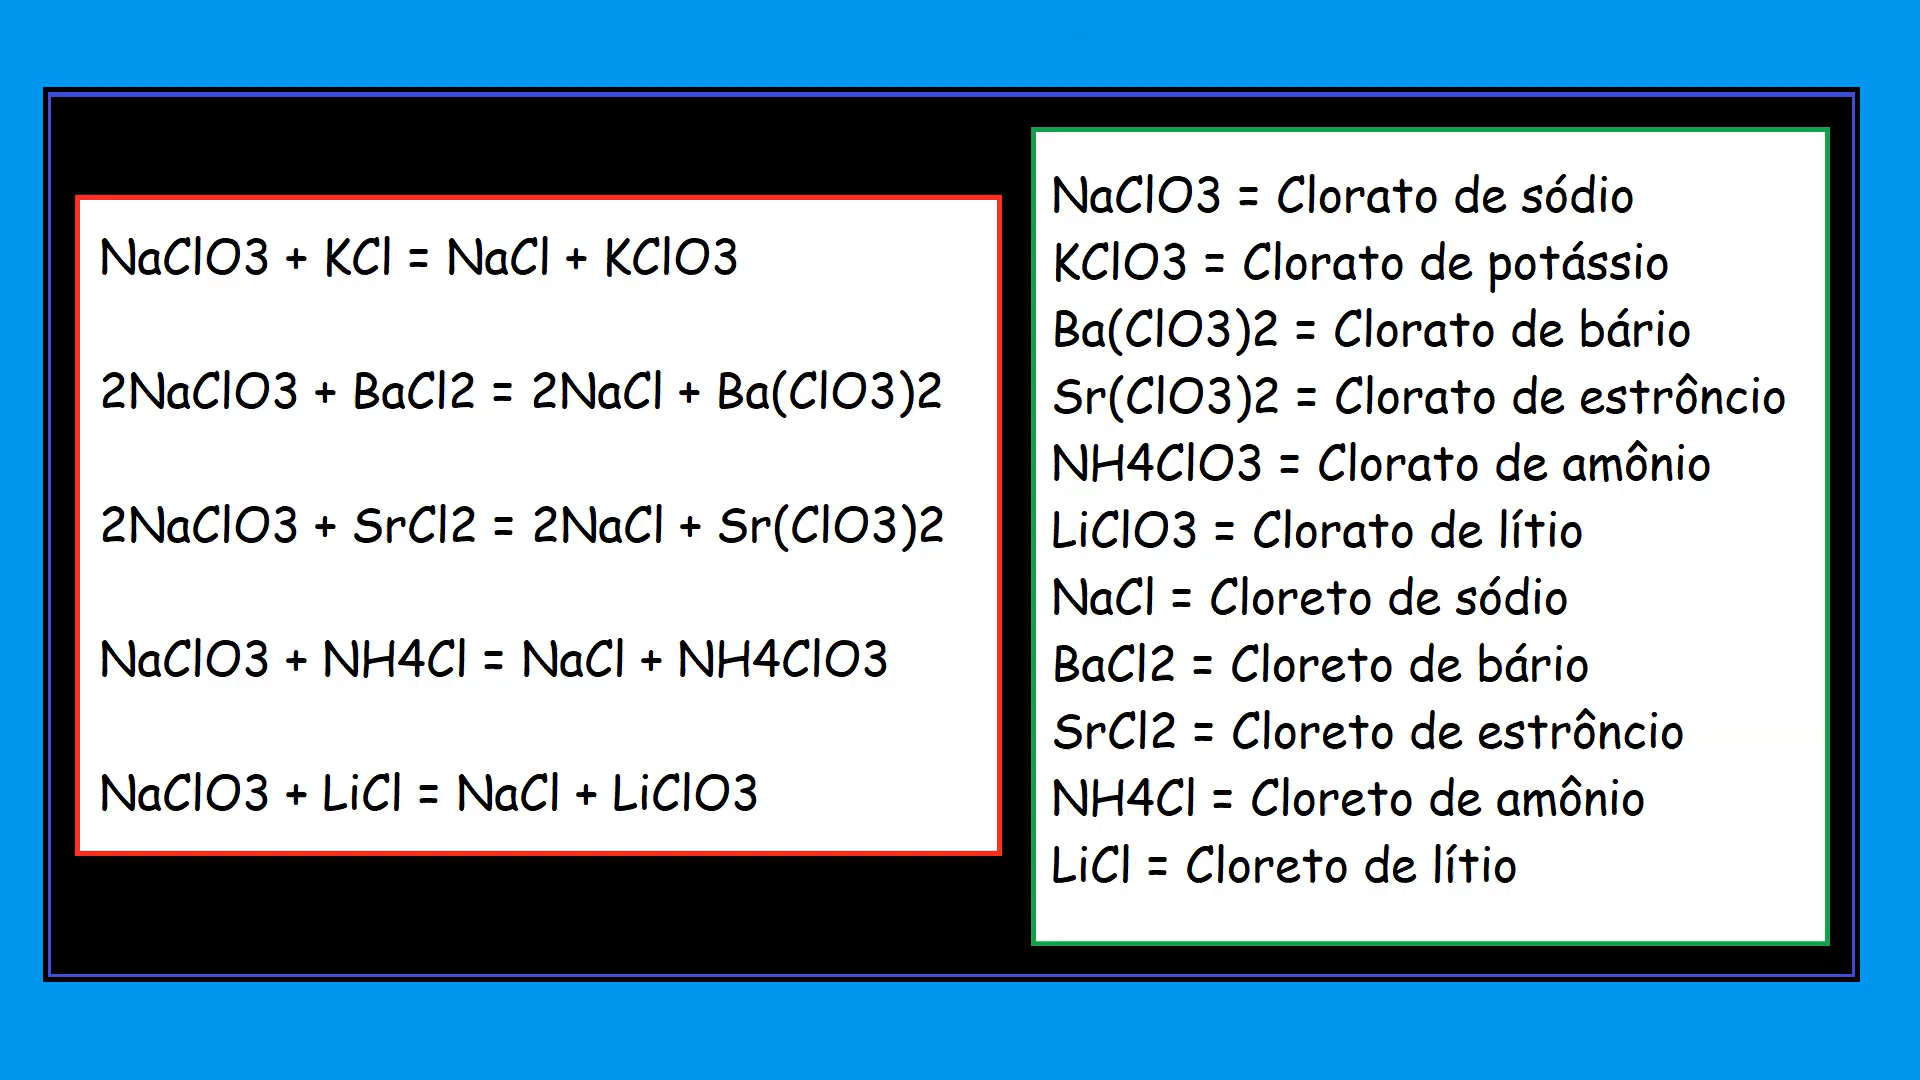 NaClO3 + KCl = NaCl + KClO3
2NaClO3 + BaCl2 = 2NaCl + Ba(ClO3)2
2NaClO3 + SrCl2 = 2NaCl + Sr(ClO3)2
NaClO3 + NH4Cl = NaCl + NH4ClO3
NaClO3 + LiCl = NaCl + LiClO3
NaClO3 = Clorato de sódio
KClO3 = Clorato de potássio
Ba(ClO3)2 = Clorato de bário
Sr(ClO3)2 = Clorato de estrôncio
NH4ClO3 = Clorato de amônio
LiClO3 = Clorato de lítio
NaCl = Cloreto de sódio
BaCl2 = Cloreto de bário
SrCl2 = Cloreto de estrôncio
NH4Cl = Cloreto de amônio
LiCl = Cloreto de lítio